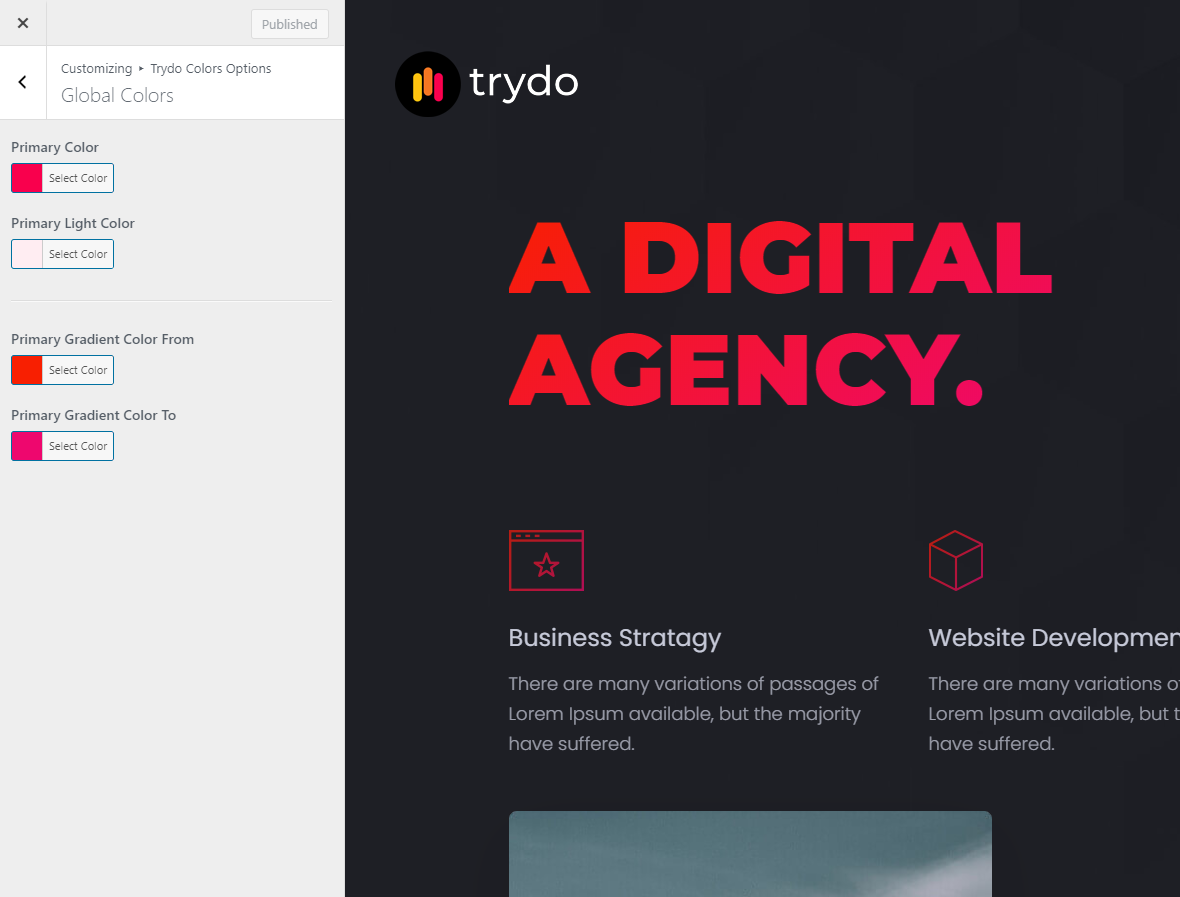 Published
Customizing ▸ Trydo Colors Options
Global Colors
Primary Color
Select Color
Primary Light Color
Select Color
Primary Gradient Color From
Select Color
Primary Gradient Color To
Select Color
trydo
A DIGITAL
AGENCY.
Business Stratagy
There are many variations of passages of
Lorem Ipsum available, but the majority
have suffered.
Website Developmen
There are many variations of
Lorem Ipsum available, but t
have suffered.